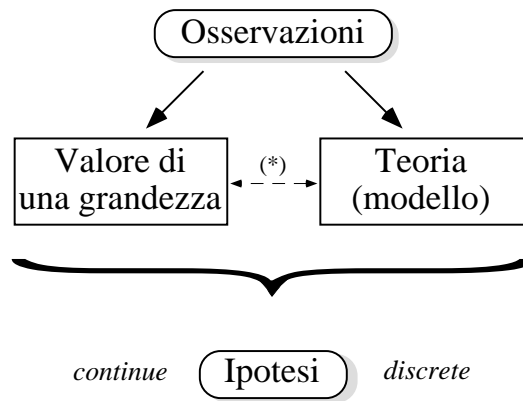 Osservazioni
Valore di
una grandezza
(*)
Teoria
(modello)
continue
Ipotesi
discrete